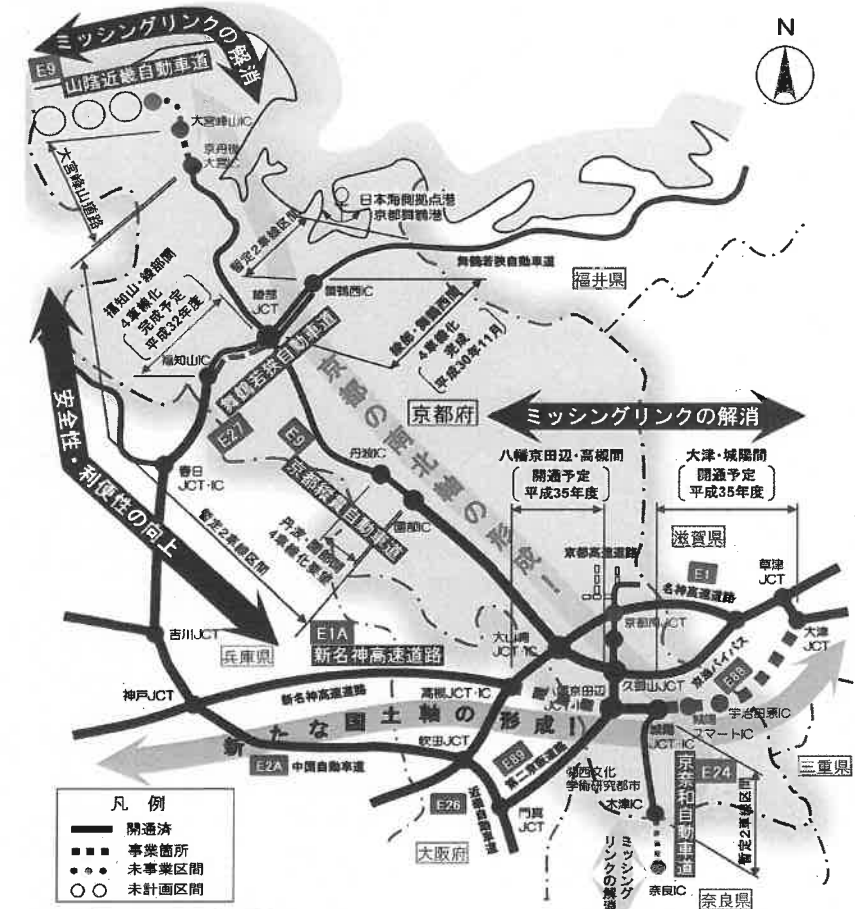 ミッシングリンクの解消
N
E9
山陰近畿自動車道
大宮峰山IC
京丹後
大宮IC
大宮峰山道路
日本海側拠点港
京都舞鶴港
暫定2車線区間
舞鶴若狭自動車道
福井県
綾部
JCT
舞鶴西IC
福知山・綾部間
4車線化
完成予定
平成32年度
綾部・舞鶴西間
4車線化
完成
平成30年11月
福知山IC
舞鶴若狭自動車道
E27
京都の南北軸の形成!
京都府
ミッシングリンクの解消
安全性・利便性の向上
E9
丹波IC
京都縦貫自動車道
園部IC
八幡京田辺・高槻間
開通予定
平成35年度
大津・城陽間
開通予定
平成35年度
春日
JCT・IC
暫定2車線区間
丹波・園部間
4車線化事業
滋賀県
京都高速道路
草津
JCT
E1
名神高速道路
吉川JCT
兵庫県
E1A
新名神高速道路
大山崎
JCT・IC
京都南JCT
大津
JCT
京滋バイパス
E88
神戸JCT
新名神高速道路
高槻JCT・IC
八幡京田辺
JCT・IC
久御山JCT
宇治田原IC
城陽
スマートIC
新たな国土軸の形成!
城陽
JCT・IC
吹田JCT
E2A
中国自動車道
E89
第二京阪道路
関西文化
学術研究都市
三重県
E24
京奈和自動車道
木津IC
暫定2車線区間
E26
近畿自動車道
門真
JCT
大阪府
ミッシング
リンクの解消
奈良IC
奈良県
凡 例
開通済
事業箇所
未事業区間
未計画区間